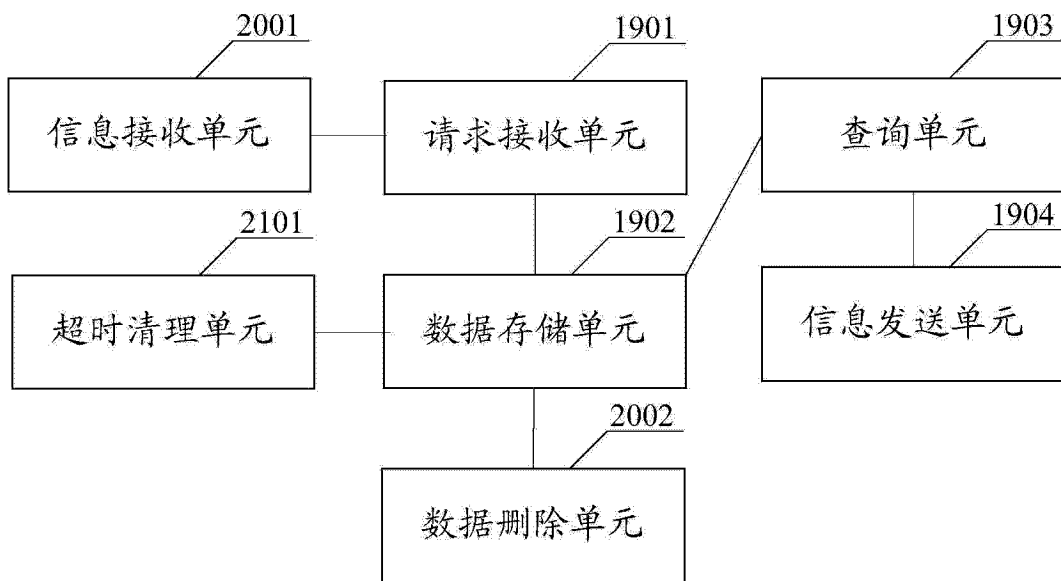 2001
1901
1903
信息接收单元
请求接收单元
查询单元
2101
1902
1904
超时清理单元
数据存储单元
信息发送单元
2002
数据删除单元